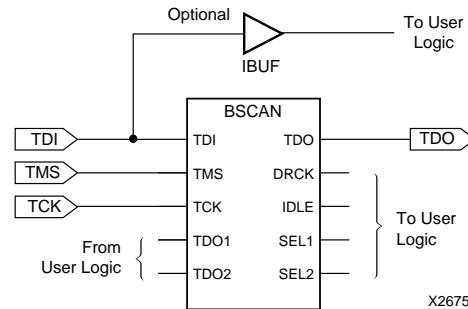 Optional
To User
Logic
IBUF
BSCAN
TDI
TDI
TDO
TDO
TMS
TMS
DRCK
TCK
TCK
IDLE
To User
Logic
From
User Logic
TDO1
SEL1
TDO2
SEL2
X2675